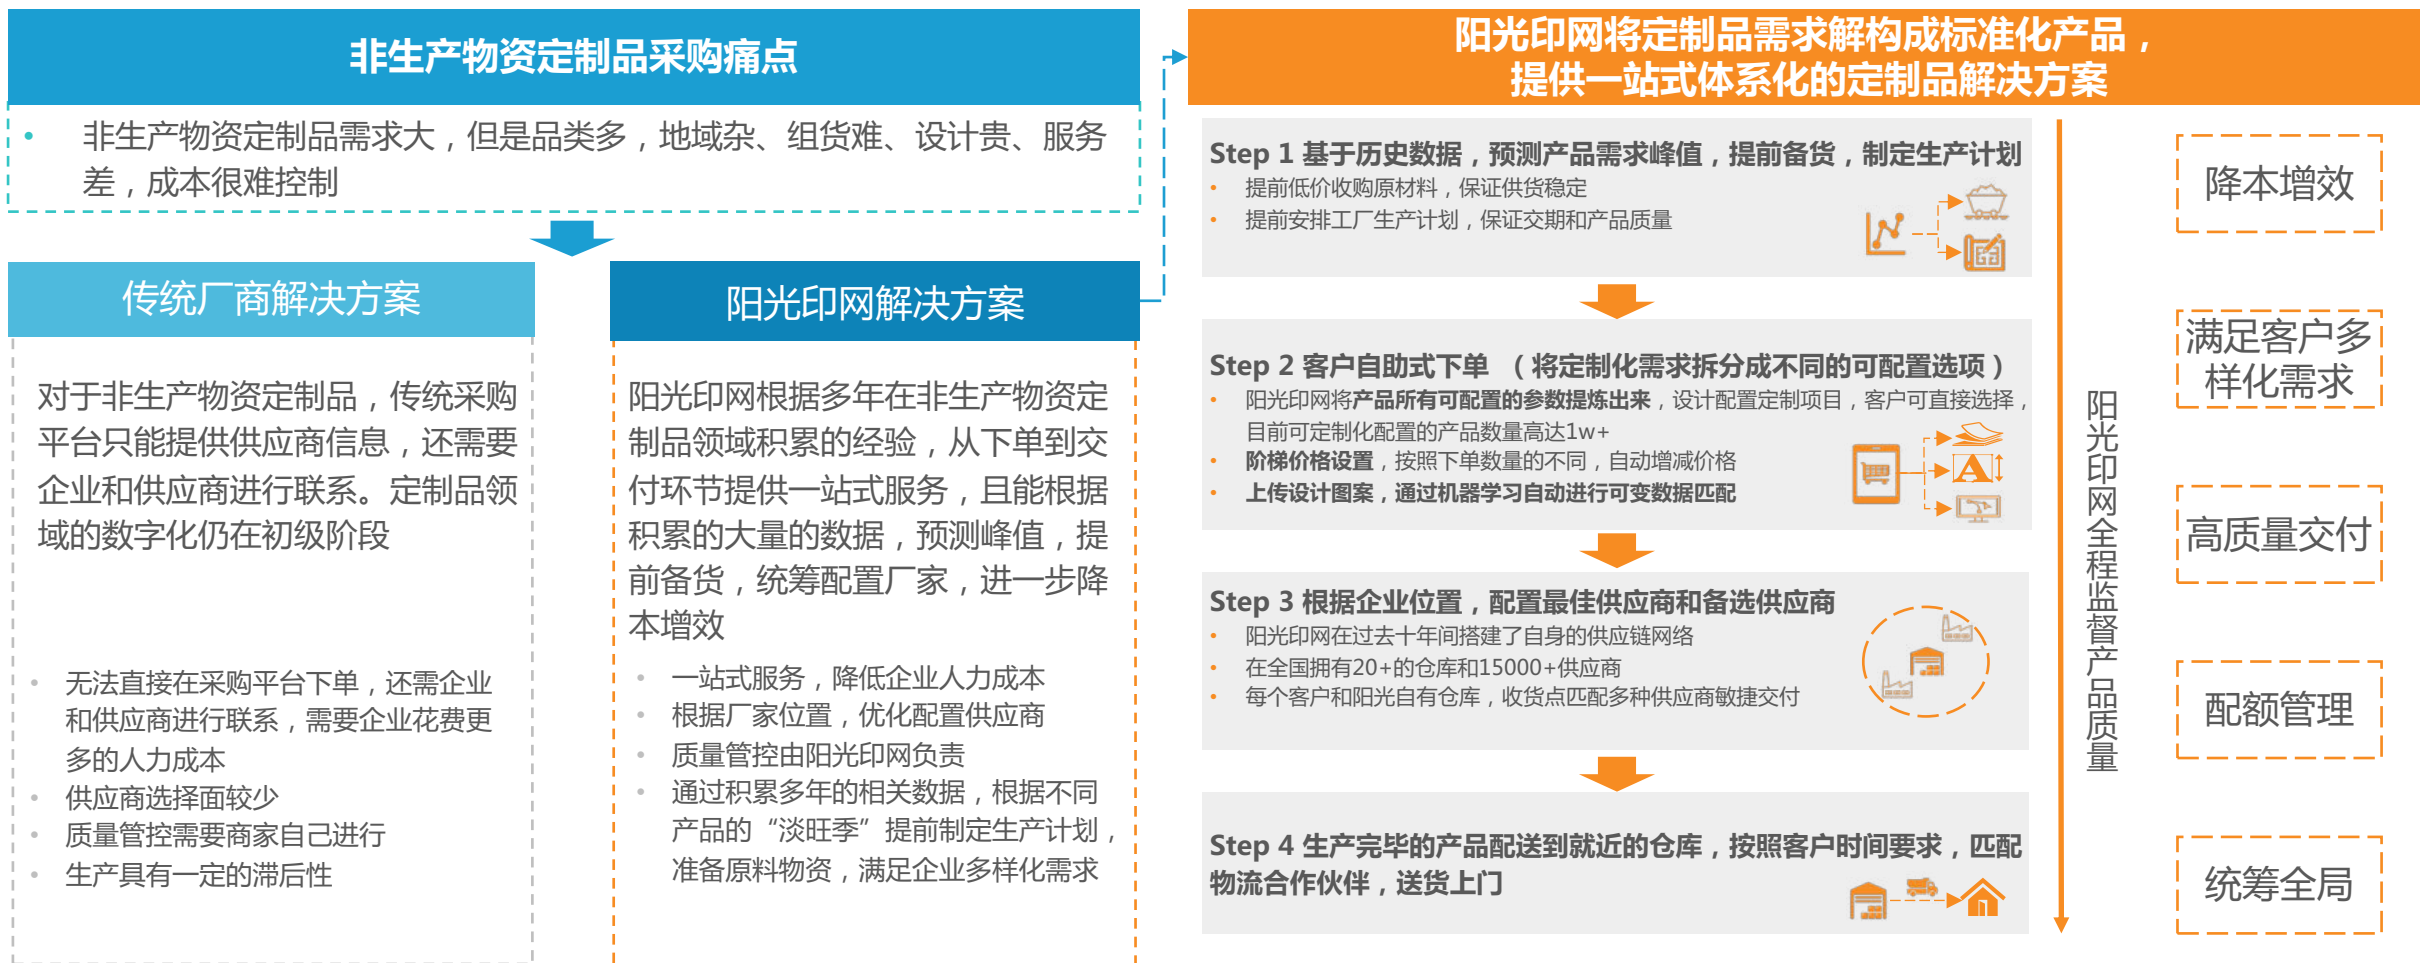 非生产物资定制品采购痛点
• 非生产物资定制品需求大，但是品类多，地域杂、组货难、设计贵、服务
差，成本很难控制
传统厂商解决方案
对于非生产物资定制品，传统采购
平台只能提供供应商信息，还需要
企业和供应商进行联系。定制品领
域的数字化仍在初级阶段
• 无法直接在采购平台下单，还需企业
和供应商进行联系，需要企业花费更
多的人力成本
• 供应商选择面较少
• 质量管控需要商家自己进行
• 生产具有一定的滞后性
阳光印网解决方案
阳光印网根据多年在非生产物资定
制品领域积累的经验，从下单到交
付环节提供一站式服务，且能根据
积累的大量的数据，预测峰值，提
前备货，统筹配置厂家，进一步降
本增效
• 一站式服务，降低企业人力成本
• 根据厂家位置，优化配置供应商
• 质量管控由阳光印网负责
• 通过积累多年的相关数据，根据不同
产品的“淡旺季”提前制定生产计划，
准备原料物资，满足企业多样化需求
阳光印网将定制品需求解构成标准化产品，
提供一站式体系化的定制品解决方案
Step 1 基于历史数据，预测产品需求峰值，提前备货，制定生产计划
• 提前低价收购原材料，保证供货稳定
• 提前安排工厂生产计划，保证交期和产品质量
Step 2 客户自助式下单 （将定制化需求拆分成不同的可配置选项）
• 阳光印网将产品所有可配置的参数提炼出来，设计配置定制项目，客户可直接选择，
目前可定制化配置的产品数量高达1w+
• 阶梯价格设置，按照下单数量的不同，自动增减价格
• 上传设计图案，通过机器学习自动进行可变数据匹配
A
Step 3 根据企业位置，配置最佳供应商和备选供应商
• 阳光印网在过去十年间搭建了自身的供应链网络
• 在全国拥有20+的仓库和15000+供应商
• 每个客户和阳光自有仓库，收货点匹配多种供应商敏捷交付
Step 4 生产完毕的产品配送到就近的仓库，按照客户时间要求，匹配
物流合作伙伴，送货上门
阳光印网全程监督产品质量
降本增效
满足客户多
样化需求
高质量交付
配额管理
统筹全局